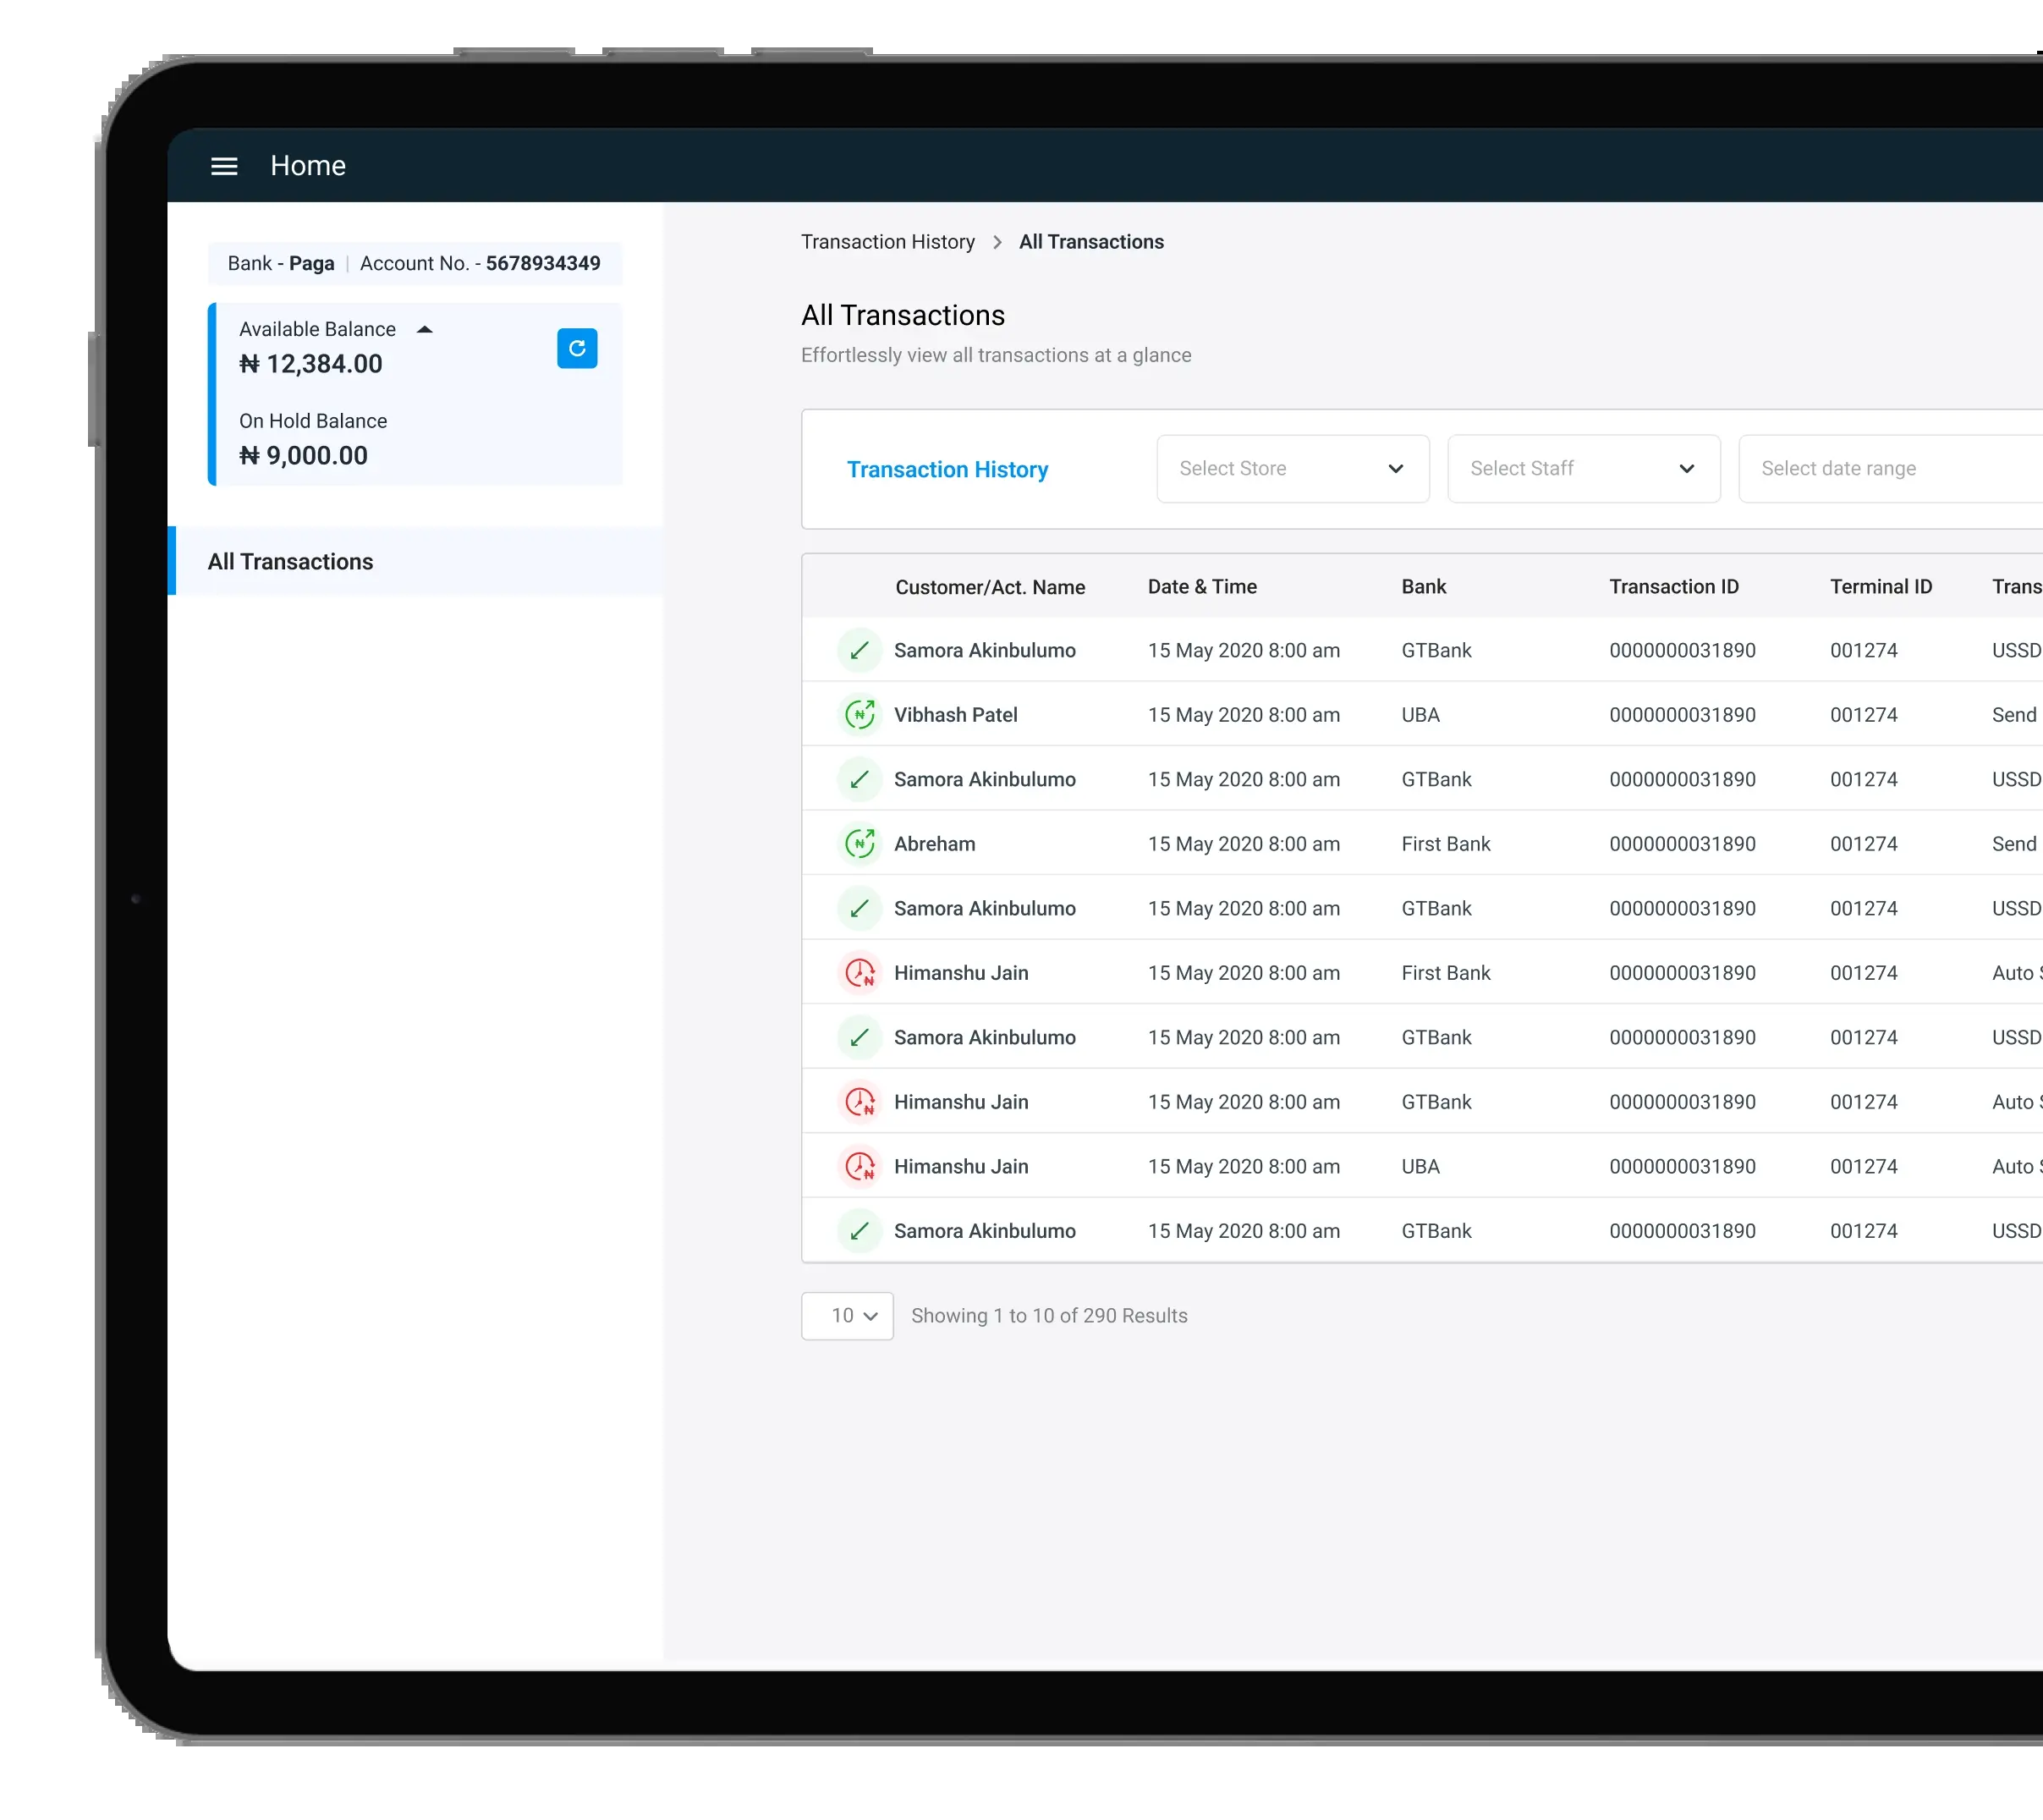 Home
Bank - Paga | Account No. - 5678934349
Available Balance
₦ 12,384.00
On Hold Balance
₦ 9,000.00
All Transactions
Transaction History > All Transactions
All Transactions
Effortlessly view all transactions at a glance
Transaction History Select Store Select Staff Select date range
Customer/Act. Name Date & Time Bank Transaction ID Terminal ID Trans
Samora Akinbulumo 15 May 2020 8:00 am GTBank 0000000031890 001274 USSD
Vibhash Patel 15 May 2020 8:00 am UBA 0000000031890 001274 Send
Samora Akinbulumo 15 May 2020 8:00 am GTBank 0000000031890 001274 USSD
Abreham 15 May 2020 8:00 am First Bank 0000000031890 001274 Send
Samora Akinbulumo 15 May 2020 8:00 am GTBank 0000000031890 001274 USSD
Himanshu Jain 15 May 2020 8:00 am First Bank 0000000031890 001274 Auto
Samora Akinbulumo 15 May 2020 8:00 am GTBank 0000000031890 001274 USSD
Himanshu Jain 15 May 2020 8:00 am GTBank 0000000031890 001274 Auto
Himanshu Jain 15 May 2020 8:00 am UBA 0000000031890 001274 Auto
Samora Akinbulumo 15 May 2020 8:00 am GTBank 0000000031890 001274 USSD
10 Showing 1 to 10 of 290 Results